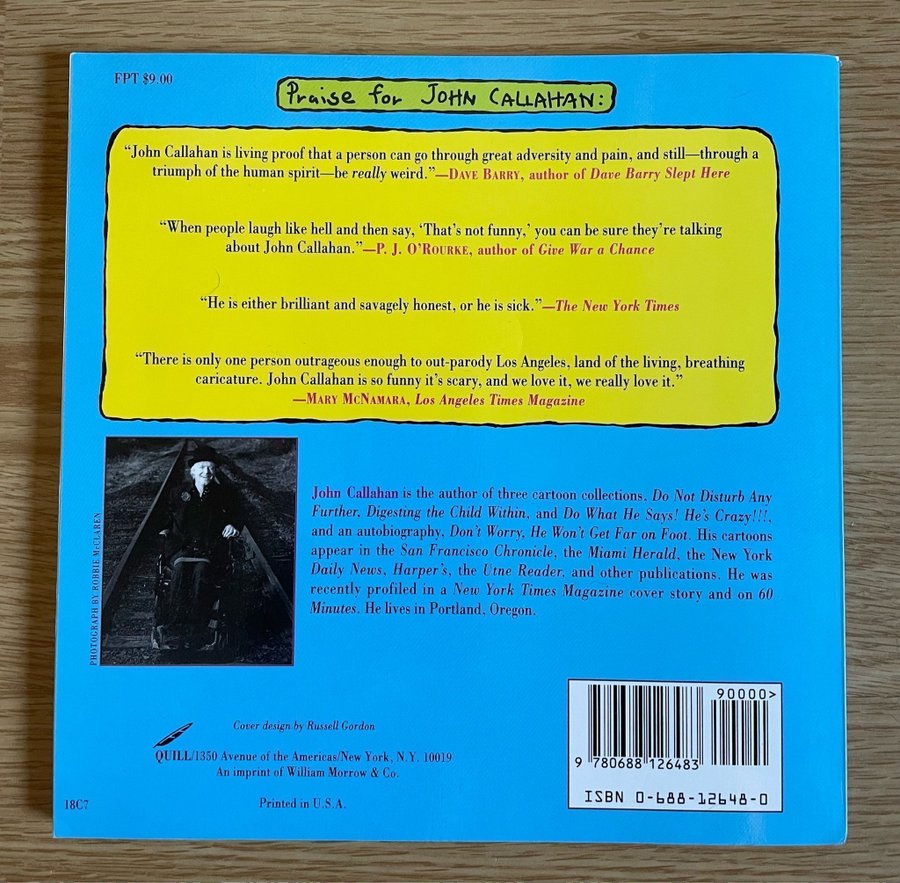 FPT $9.00
Praise for JOHN CALLAHAN:
“John Callahan is living proof that a person can go through great adversity and pain, and still—through a
triumph of the human spirit—be really weird.”—DAVE BARRY, author of Dave Barry Slept Here
“When people laugh like hell and then say, ‘That's not funny,’ you can be sure they're talking
about John Callahan.”—P. J. O'ROURKE, author of Give War a Chance
“He is either brilliant and savagely honest, or he is sick.”—The New York Times
“There is only one person outrageous enough to out-parody Los Angeles, land of the living, breathing
caricature. John Callahan is so funny it's scary, and we love it, we really love it.”
—MARY MCNAMARA, Los Angeles Times Magazine
PHOTOGRAPH BY ROBBIE MCCLAREN
John Callahan is the author of three cartoon collections, Do Not Disturb Any
Further, Digesting the Child Within, and Do What He Says! He's Crazy!!!,
and an autobiography, Don't Worry, He Won't Get Far on Foot. His cartoons
appear in the San Francisco Chronicle, the Miami Herald, the New York
Daily News, Harper's, the Utne Reader, and other publications. He was
recently profiled in a New York Times Magazine cover story and on 60
Minutes. He lives in Portland, Oregon.
Cover design by Russell Gordon
QUILL/1350 Avenue of the Americas/New York, N.Y. 10019
An imprint of William Morrow & Co.
18C7
Printed in U.S.A.
90000>
9 780688 126483
ISBN 0-688-12648-0